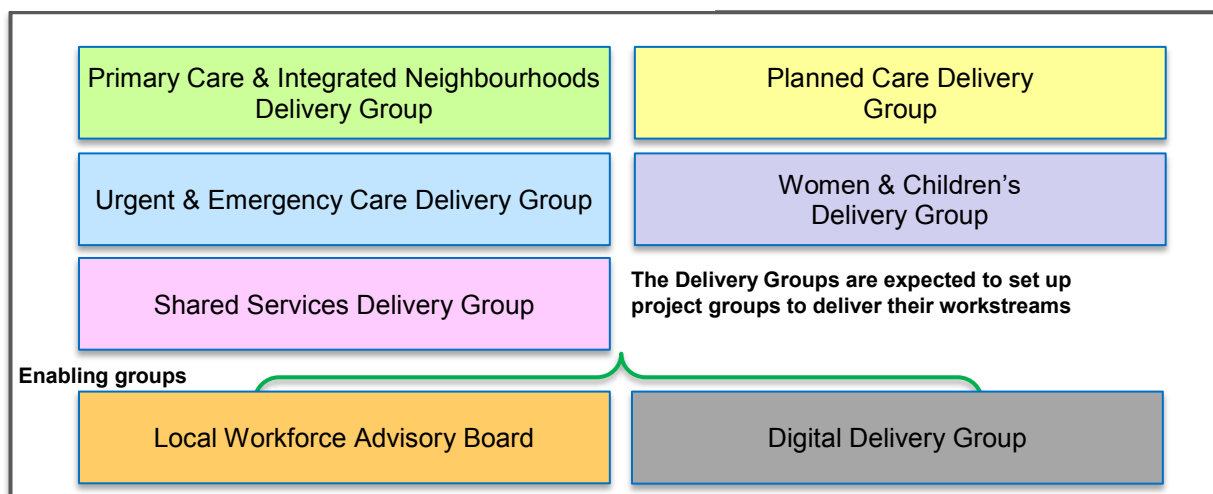 Primary Care & Integrated Neighbourhoods
Delivery Group
Planned Care Delivery
Group
Urgent & Emergency Care Delivery Group
Women & Children’s
Delivery Group
Shared Services Delivery Group
The Delivery Groups are expected to set up
project groups to deliver their workstreams
Enabling groups
Local Workforce Advisory Board
Digital Delivery Group